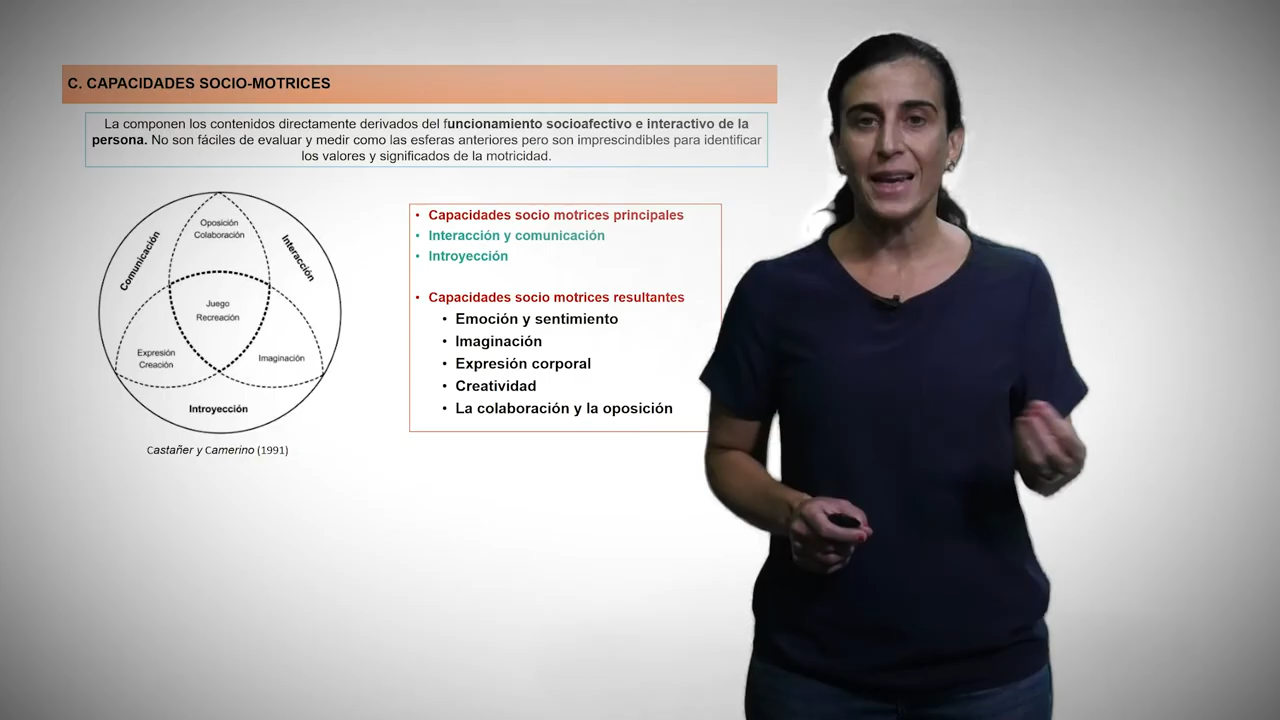 C. CAPACIDADES SOCIO-MOTRICES
La componen los contenidos directamente derivados del funcionamiento socioafectivo e interactivo de la
persona. No son fáciles de evaluar y medir como las esferas anteriores pero son imprescindibles para identificar
los valores y significados de la motricidad.
Oposición
Colaboración
Comunicación
Interacción
Juego
Recreación
Expresión
Creación
Imaginación
Introyección
Castañer y Camerino (1991)
• Capacidades socio motrices principales
• Interacción y comunicación
• Introyección
• Capacidades socio motrices resultantes
• Emoción y sentimiento
• Imaginación
• Expresión corporal
• Creatividad
• La colaboración y la oposición